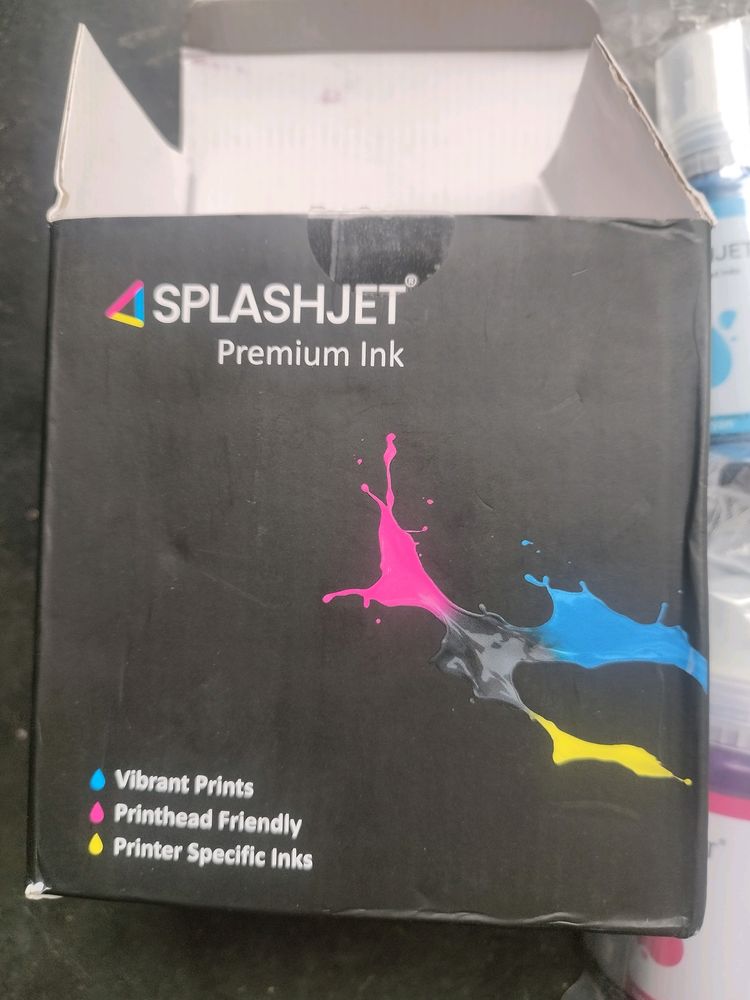 SPLASHJET®
Premium Ink
Vibrant Prints
Printhead Friendly
Printer Specific Inks